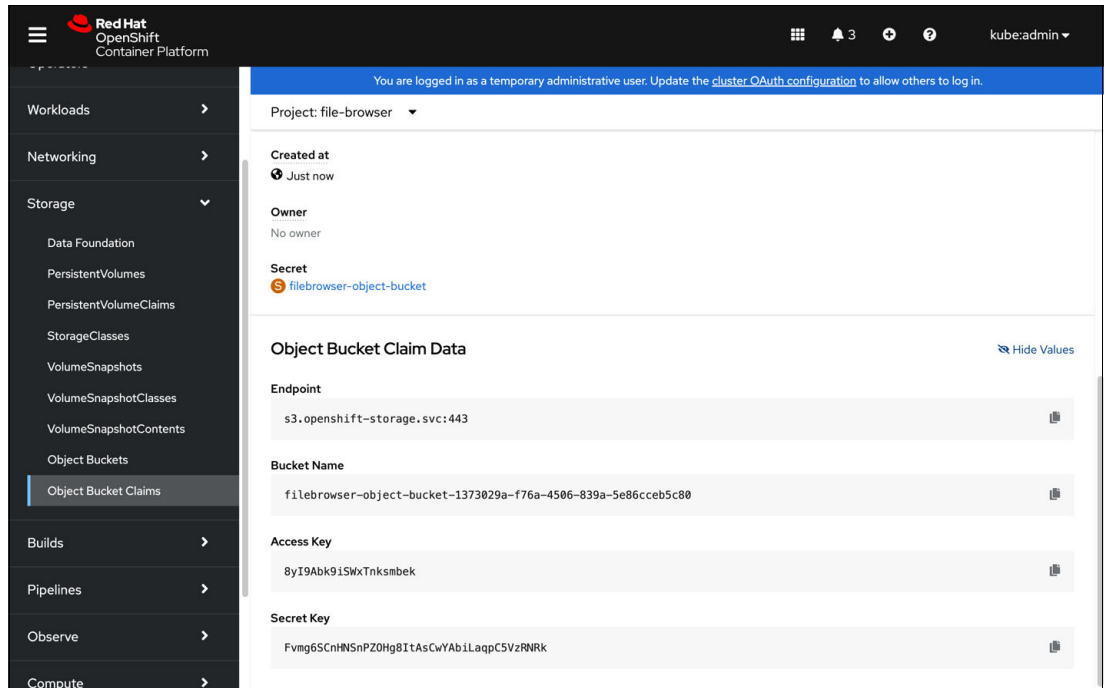 Red Hat
OpenShift
Container Platform
3
kube:admin
Operators
You are logged in as a temporary administrative user. Update the cluster OAuth configuration to allow others to log in.
Workloads
Networking
Storage
Data Foundation
PersistentVolumes
PersistentVolumeClaims
StorageClasses
VolumeSnapshots
VolumeSnapshotClasses
VolumeSnapshotContents
Object Buckets
Object Bucket Claims
Builds
Pipelines
Observe
Compute
Project: file-browser
Created at
Just now
Owner
No owner
Secret
S filebrowser-object-bucket
Object Bucket Claim Data
Hide Values
Endpoint
s3.openshift-storage.svc:443
Bucket Name
filebrowser-object-bucket-1373029a-f76a-4506-839a-5e86cceb5c80
Access Key
8yI9Abk9iSWxTnksmbek
Secret Key
Fvmg6SCnHNSnPZOHg8ItAsCwYAbiLaqpC5VzRNRk